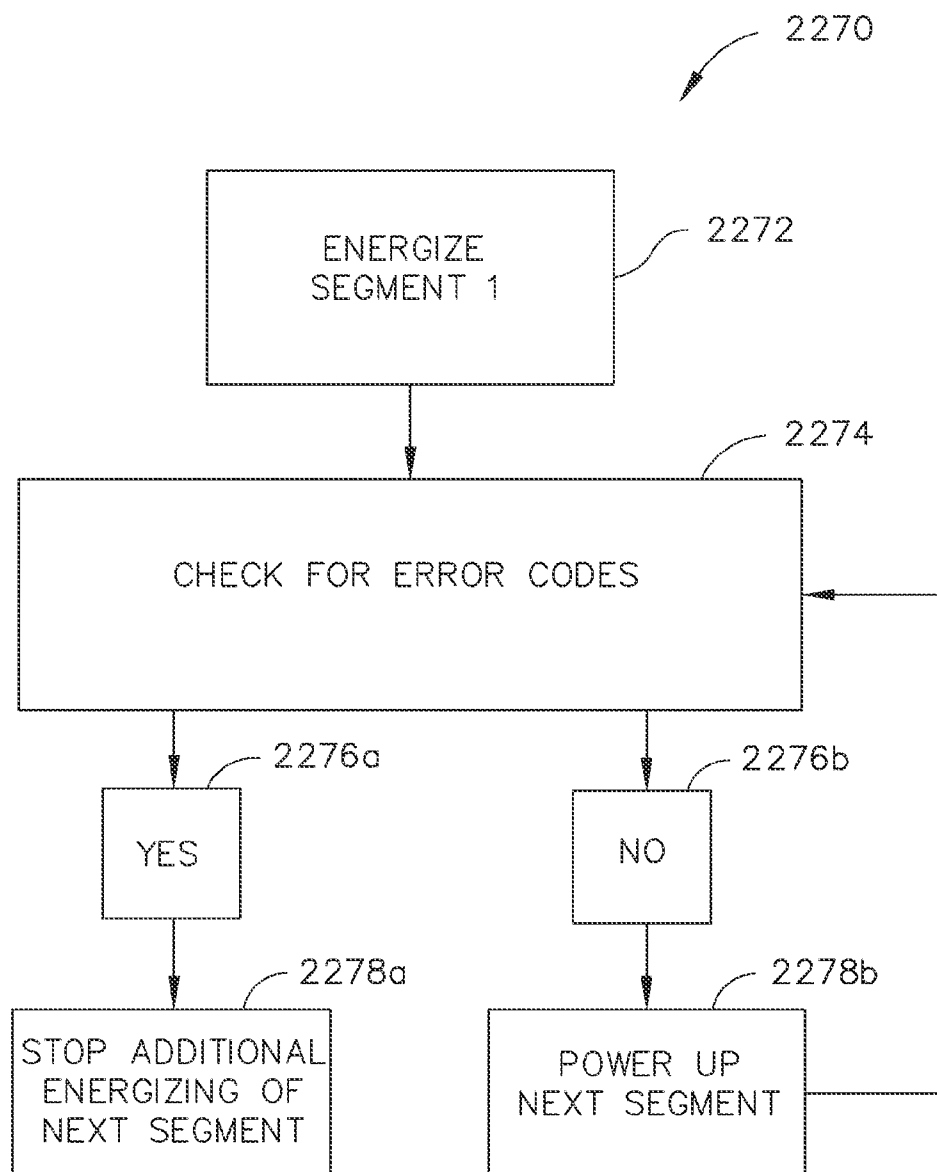 2270
ENERGIZE
SEGMENT 1
2272
2274
CHECK FOR ERROR CODES
2276a
2276b
YES
NO
2278a
2278b
STOP ADDITIONAL
ENERGIZING OF
NEXT SEGMENT
POWER UP
NEXT SEGMENT